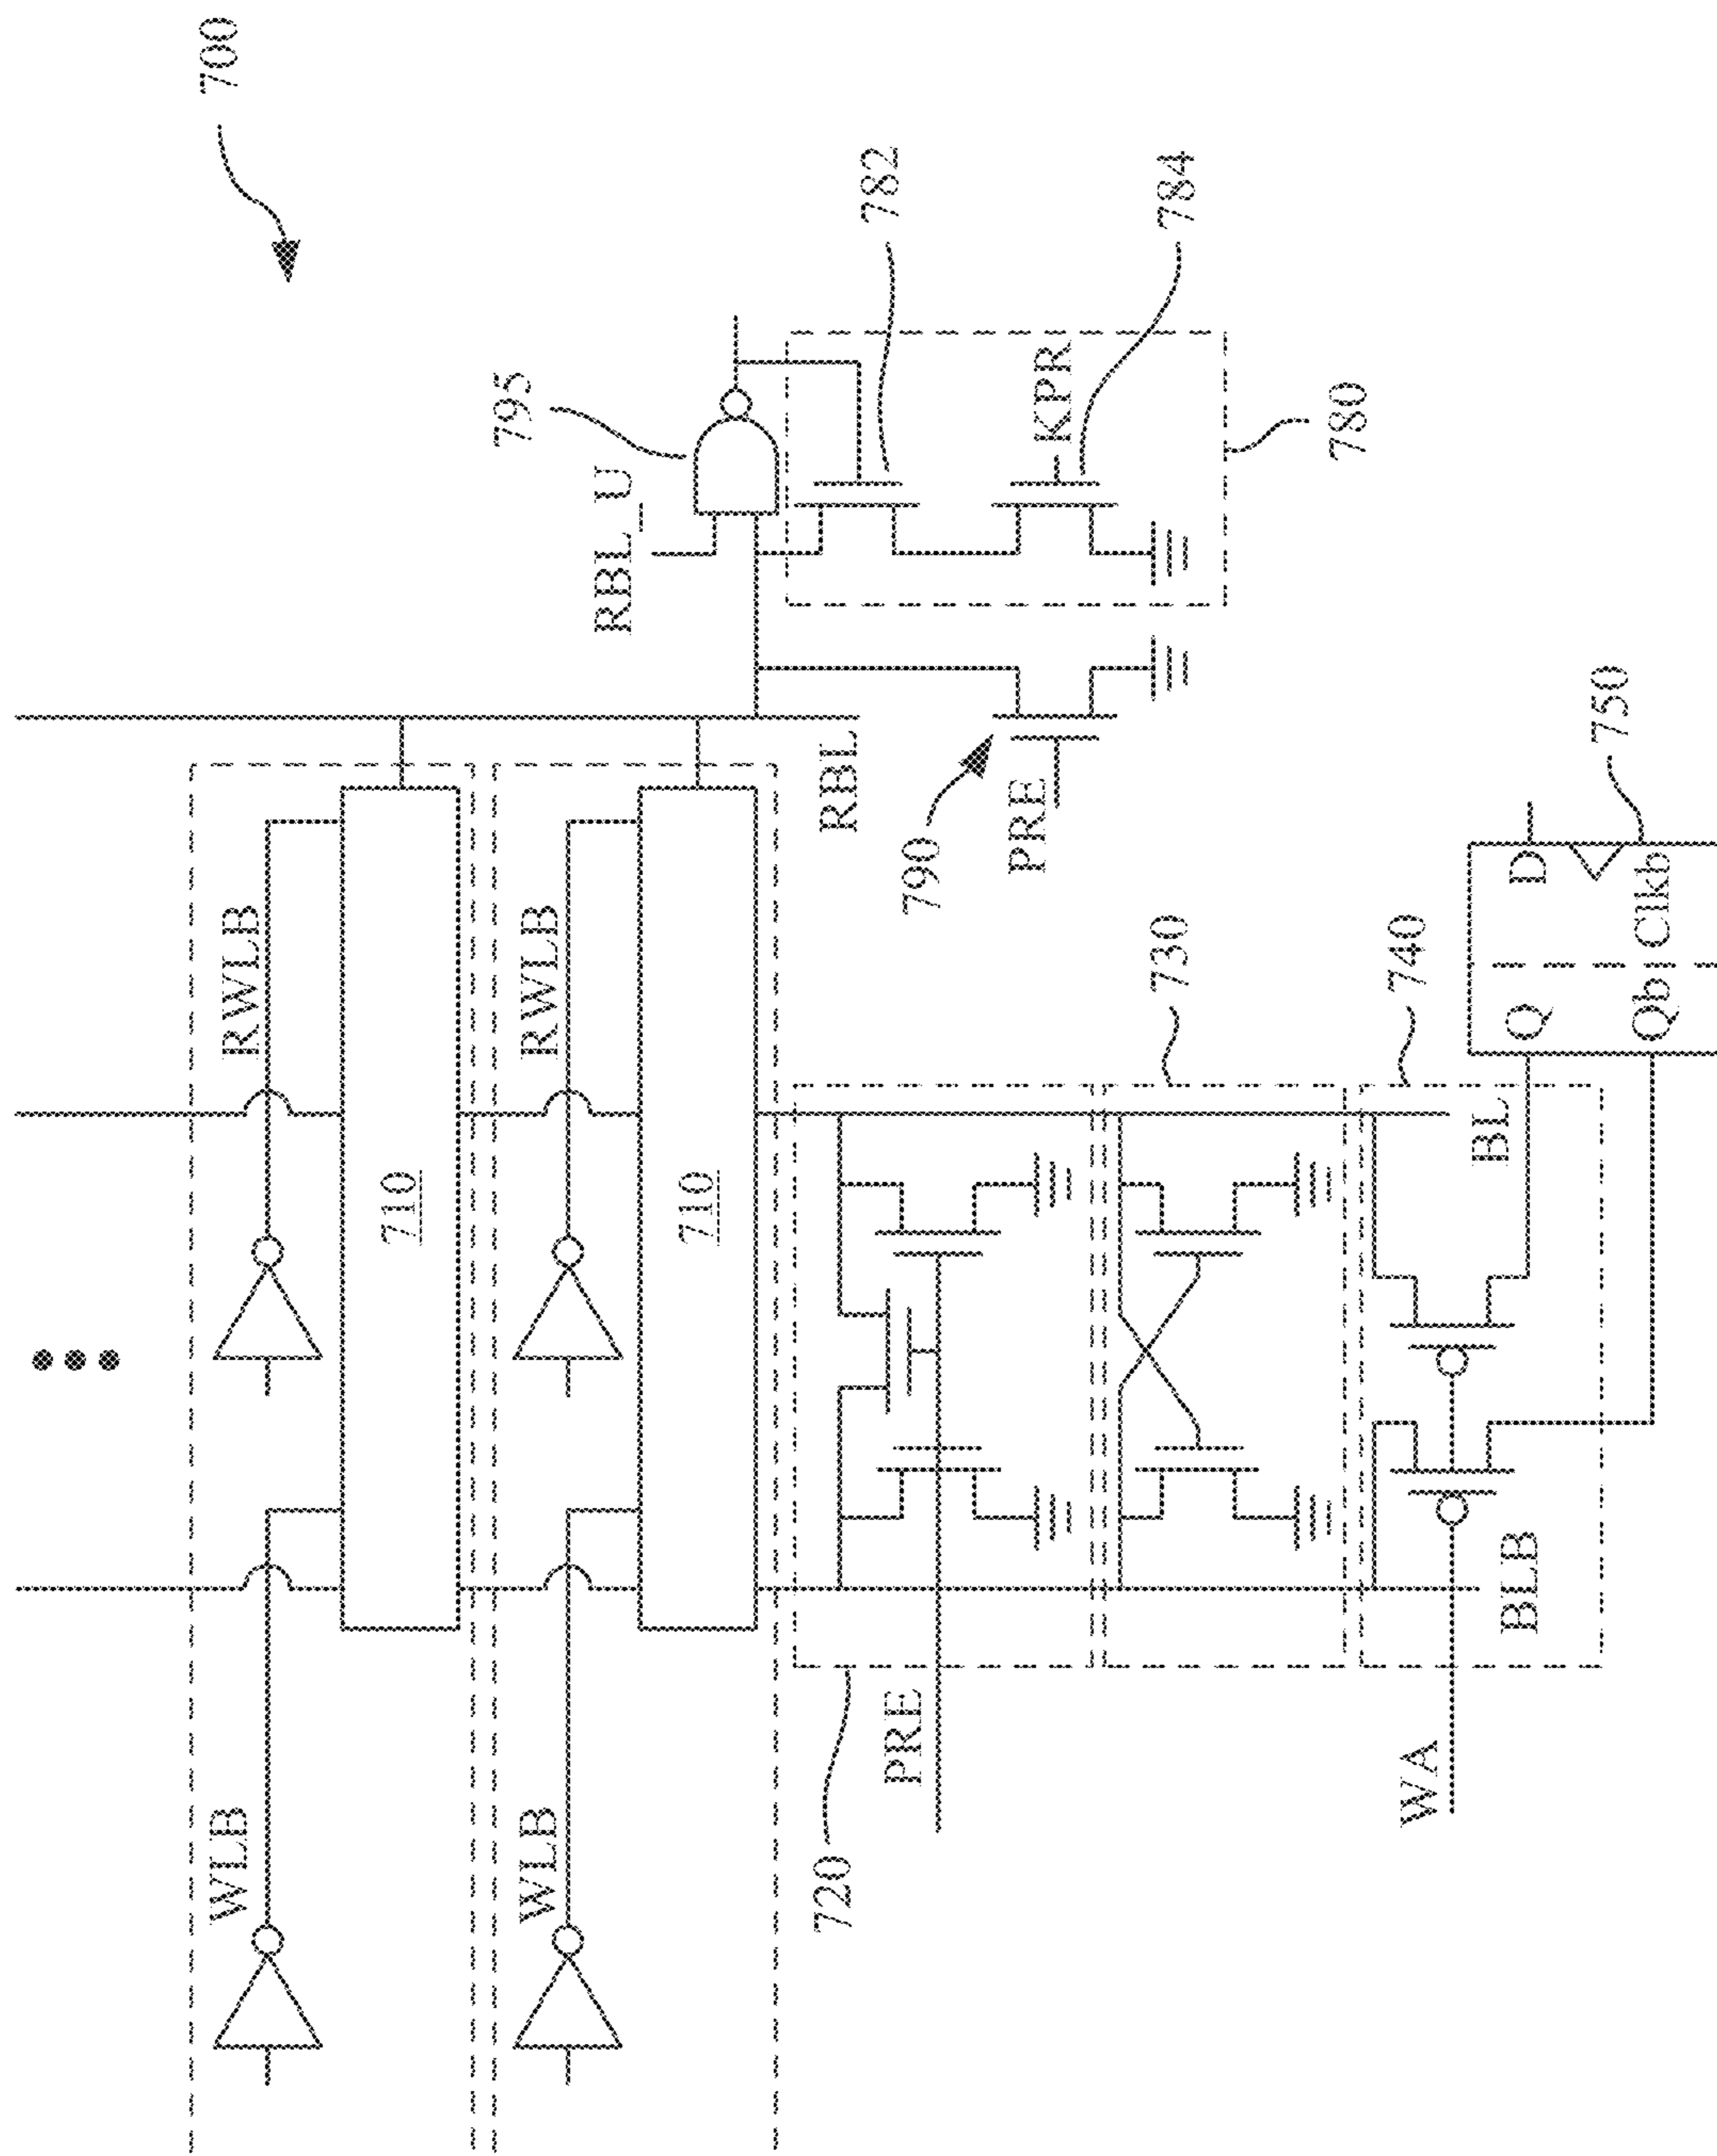 700
WLB
RWLB
710
WLB
RWLB
710
RBL
RBL_U
795
782
KPR
784
780
790
PRE
720
PRE
730
740
WA
BLB
BL
Q
D
Qb
Clkb
750